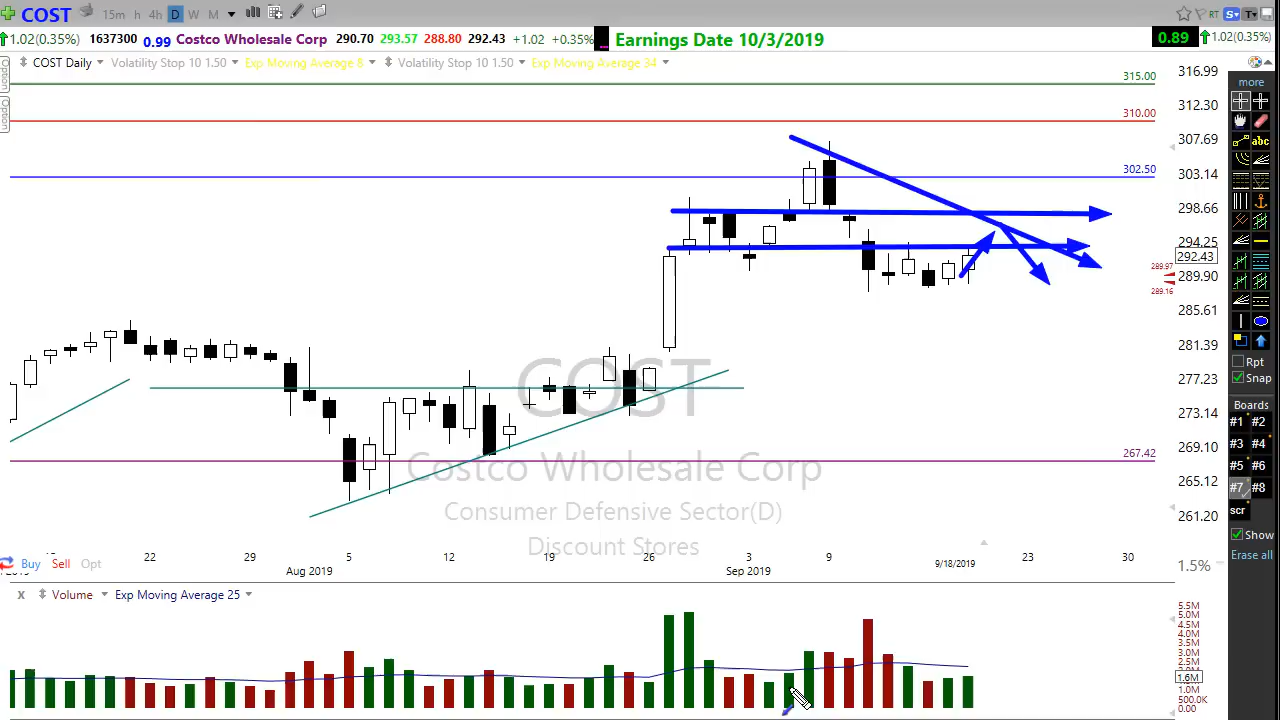 COST 15m h 4h D W M RT S T
1.02(0.35%) 1637300 0.99 Costco Wholesale Corp 290.70 293.57 288.80 292.43 +1.02 +0.35% Earnings Date 10/3/2019 0.89 1.02(0.35%)
COST Daily Volatility Stop 10 1.50 Exp Moving Average 8 Volatility Stop 10 1.50 Exp Moving Average 34
Option
Option
315.00
310.00
302.50
267.42
316.99
312.30
307.69
303.14
298.66
294.25
292.43
289.97
289.90
289.16
285.61
281.39
277.23
273.14
269.10
265.12
261.20
1.5%
COST
Costco Wholesale Corp
Consumer Defensive Sector(D)
Discount Stores
22 29 5 12 19 26 3 9 9/18/2019 23 30
Aug 2019 Sep 2019
Buy Sell Opt
x Volume Exp Moving Average 25
5.5M
5.0M
4.5M
4.0M
3.5M
3.0M
2.5M
1.6M
1.0M
500.0K
0.00
more
abc
Rpt
Snap
Boards
#1 #2
#3 #4
#5 #6
#7 #8
scr
Show
Erase all